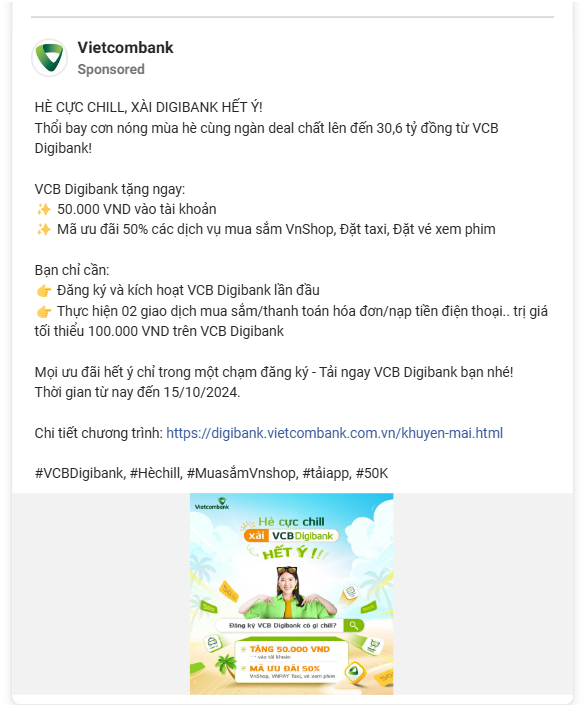 Vietcombank
Sponsored
HÈ CỰC CHILL, XÀI DIGIBANK HẾT Ý!
Thổi bay cơn nóng mùa hè cùng ngàn deal chất lên đến 30,6 tỷ đồng từ VCB
Digibank!
VCB Digibank tặng ngay:
✨ 50.000 VND vào tài khoản
✨ Mã ưu đãi 50% các dịch vụ mua sắm VnShop, Đặt taxi, Đặt vé xem phim
Bạn chỉ cần:
👉 Đăng ký và kích hoạt VCB Digibank lần đầu
👉 Thực hiện 02 giao dịch mua sắm/thanh toán hóa đơn/nạp tiền điện thoại.. trị giá
tối thiểu 100.000 VND trên VCB Digibank
Mọi ưu đãi hết ý chỉ trong một chạm đăng ký - Tải ngay VCB Digibank bạn nhé!
Thời gian từ nay đến 15/10/2024.
Chi tiết chương trình: https://digibank.vietcombank.com.vn/khuyen-mai.html
#VCBDigibank, #Hèchill, #MuasắmVnshop, #tảiapp, #50K
Vietcombank
Hè cực chill
xài VCB Digibank
HẾT Ý!!!
Đăng ký VCB Digibank có gì chill?
TẶNG 50.000 VND
vào tài khoản
MÃ ƯU ĐÃI 50%
VnShop, VNPAY Taxi, vé xem phim